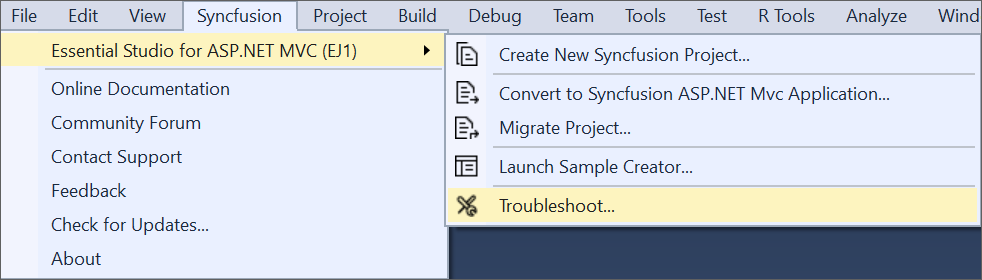 File Edit View Syncfusion Project Build Debug Team Tools Test R Tools Analyze Wind
Essential Studio for ASP.NET MVC (EJ1)
Online Documentation
Community Forum
Contact Support
Feedback
Check for Updates...
About
Create New Syncfusion Project...
Convert to Syncfusion ASP.NET Mvc Application...
Migrate Project...
Launch Sample Creator...
Troubleshoot...